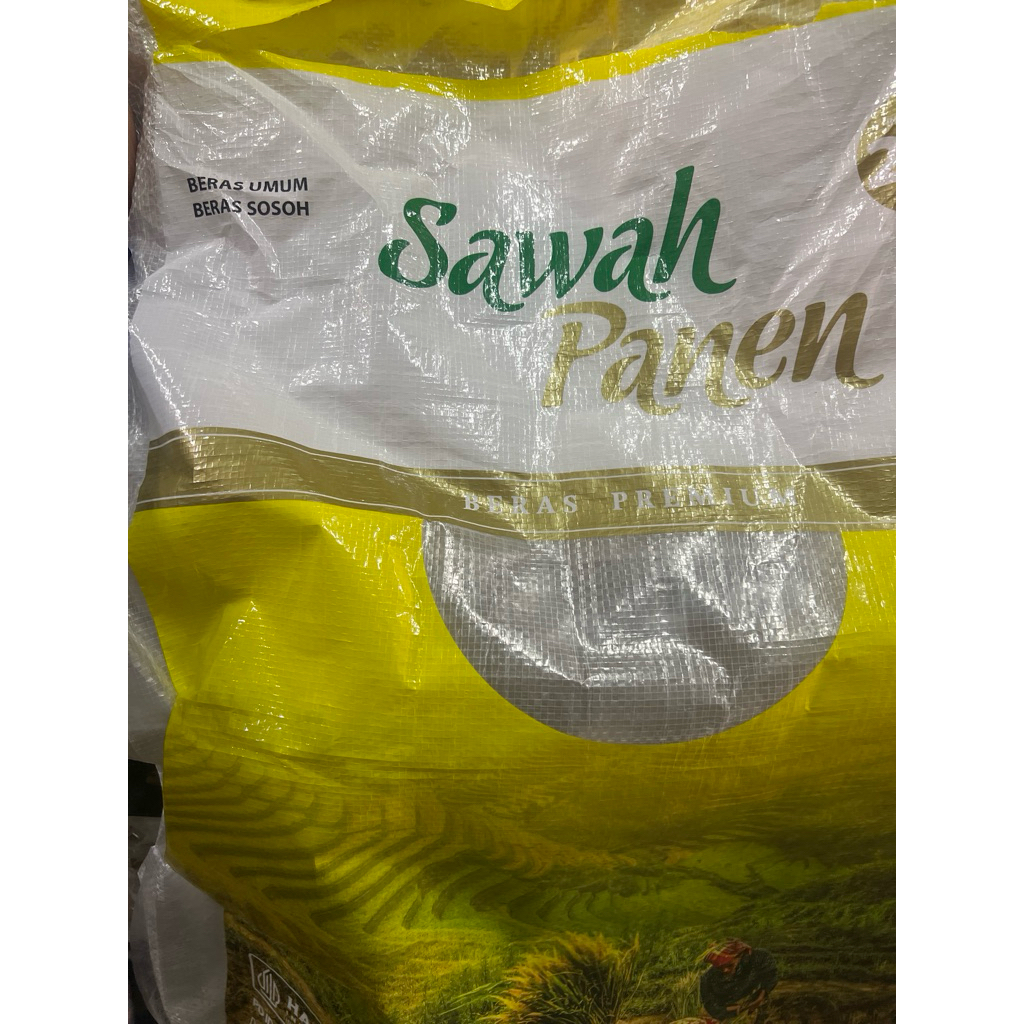 BERAS UMUM
BERAS SOSOH
Sawah
Panen
BERAS PREMIUM